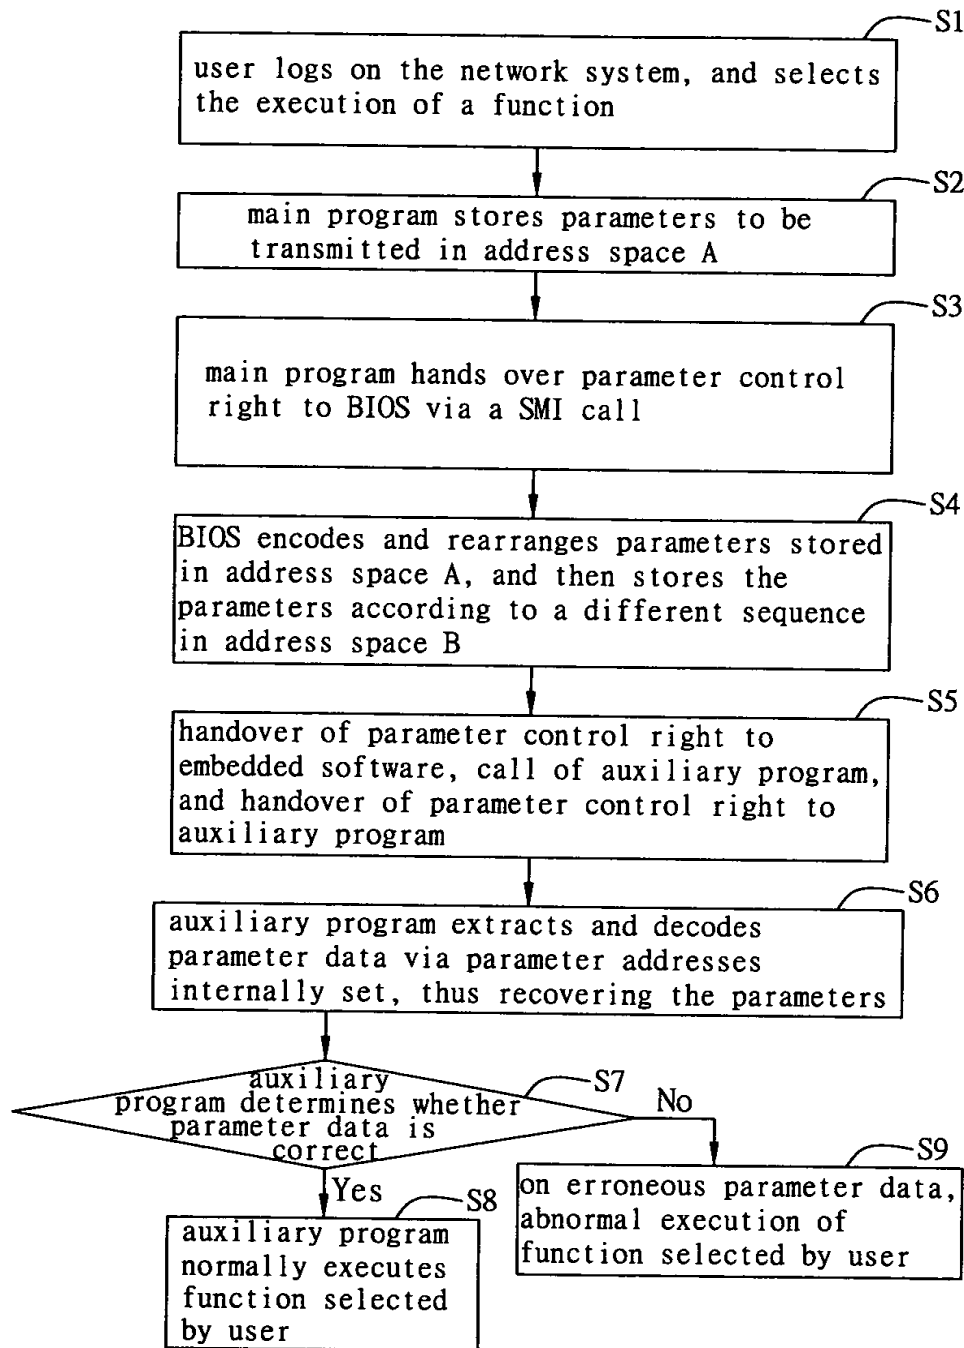 S1
user logs on the network system, and selects
the execution of a function
S2
main program stores parameters to be
transmitted in address space A
S3
main program hands over parameter control
right to BIOS via a SMI call
S4
BIOS encodes and rearranges parameters stored
in address space A, and then stores the
parameters according to a different sequence
in address space B
S5
handover of parameter control right to
embedded software, call of auxiliary program,
and handover of parameter control right to
auxiliary program
S6
auxiliary program extracts and decodes
parameter data via parameter addresses
internally set, thus recovering the parameters
S7
auxiliary
program determines whether
parameter data is
correct
No
Yes
S8
auxiliary program
normally executes
function selected
by user
S9
on erroneous parameter data,
abnormal execution of
function selected by user